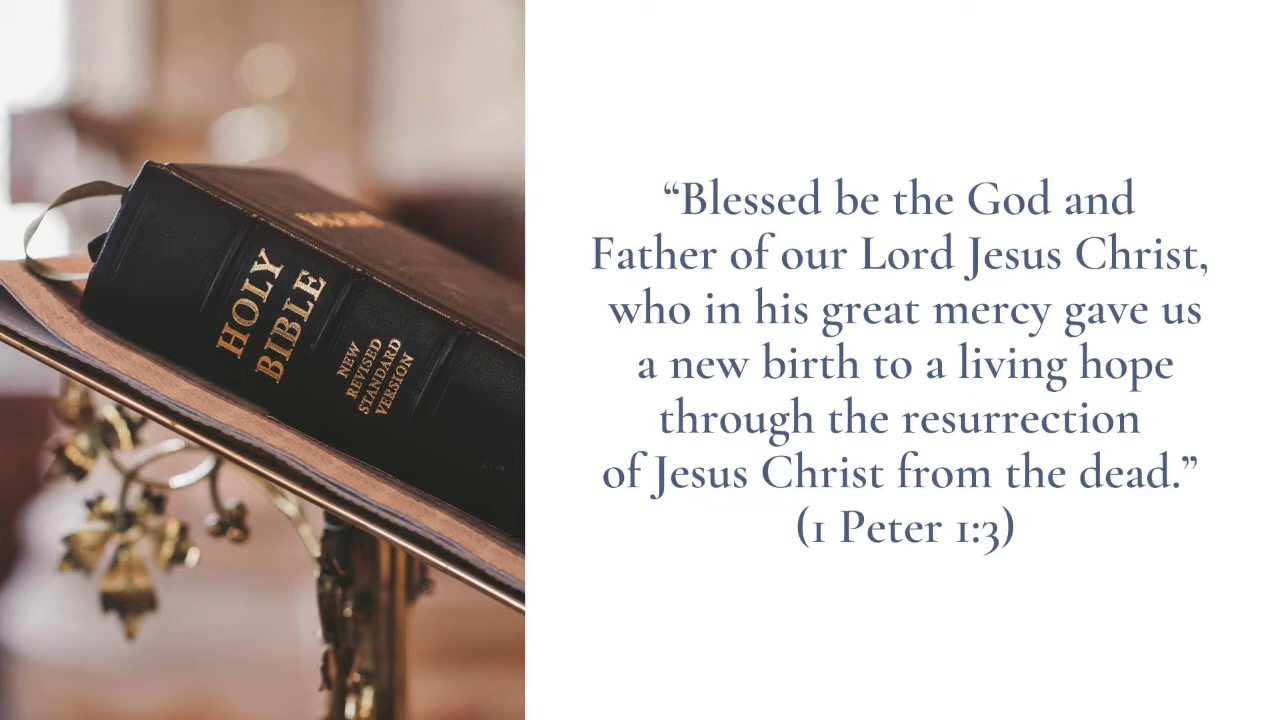 HOLY
BIBLE
NEW
REVISED
STANDARD
VERSION
“Blessed be the God and
Father of our Lord Jesus Christ,
who in his great mercy gave us
a new birth to a living hope
through the resurrection
of Jesus Christ from the dead.”
(1 Peter 1:3)